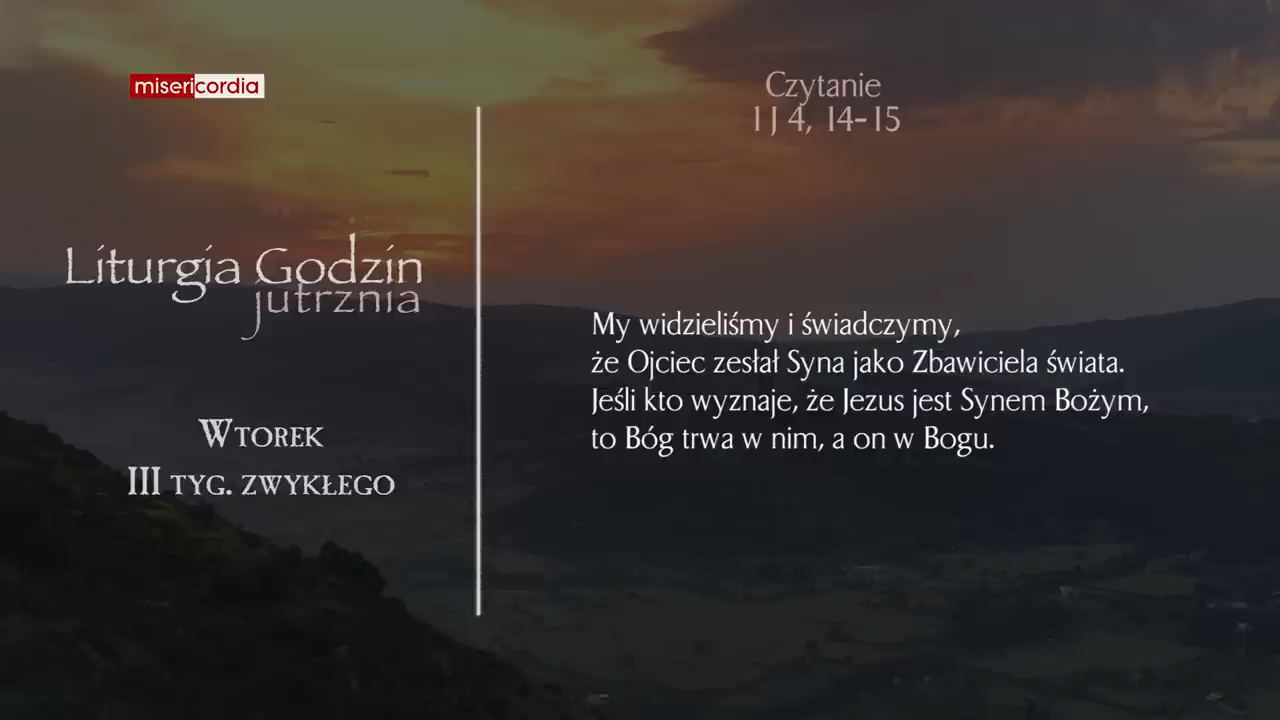 misericordia
Liturgia Godzin
jutrznia
Wtorek
III tyg. zwykłego
Czytanie
1 J 4, 14-15
My widzieliśmy i świadczymy,
że Ojciec zesłał Syna jako Zbawiciela świata.
Jeśli kto wyznaje, że Jezus jest Synem Bożym,
to Bóg trwa w nim, a on w Bogu.